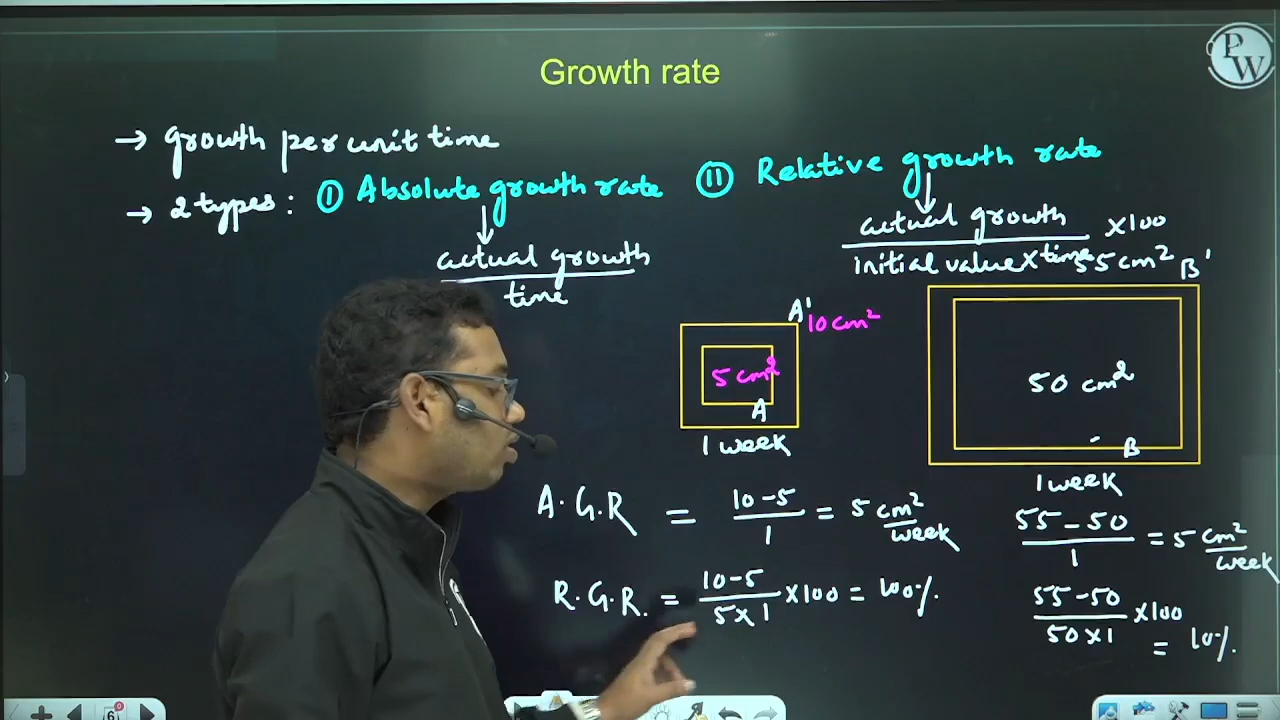 Growth rate
PW
→ growth per unit time
→ 2 types: I Absolute growth rate II Relative growth rate
actual growth
time
actual growth ×100
initial value × time
A' 10 cm²
5 cm²
A
1 week
55 cm² B'
50 cm²
B
1 week
A.G.R = 10-5 / 1 = 5 cm²/week
55-50 / 1 = 5 cm²/week
R.G.R. = 10-5 / 5×1 ×100 = 100%
55-50 / 50×1 ×100
= 10%
6